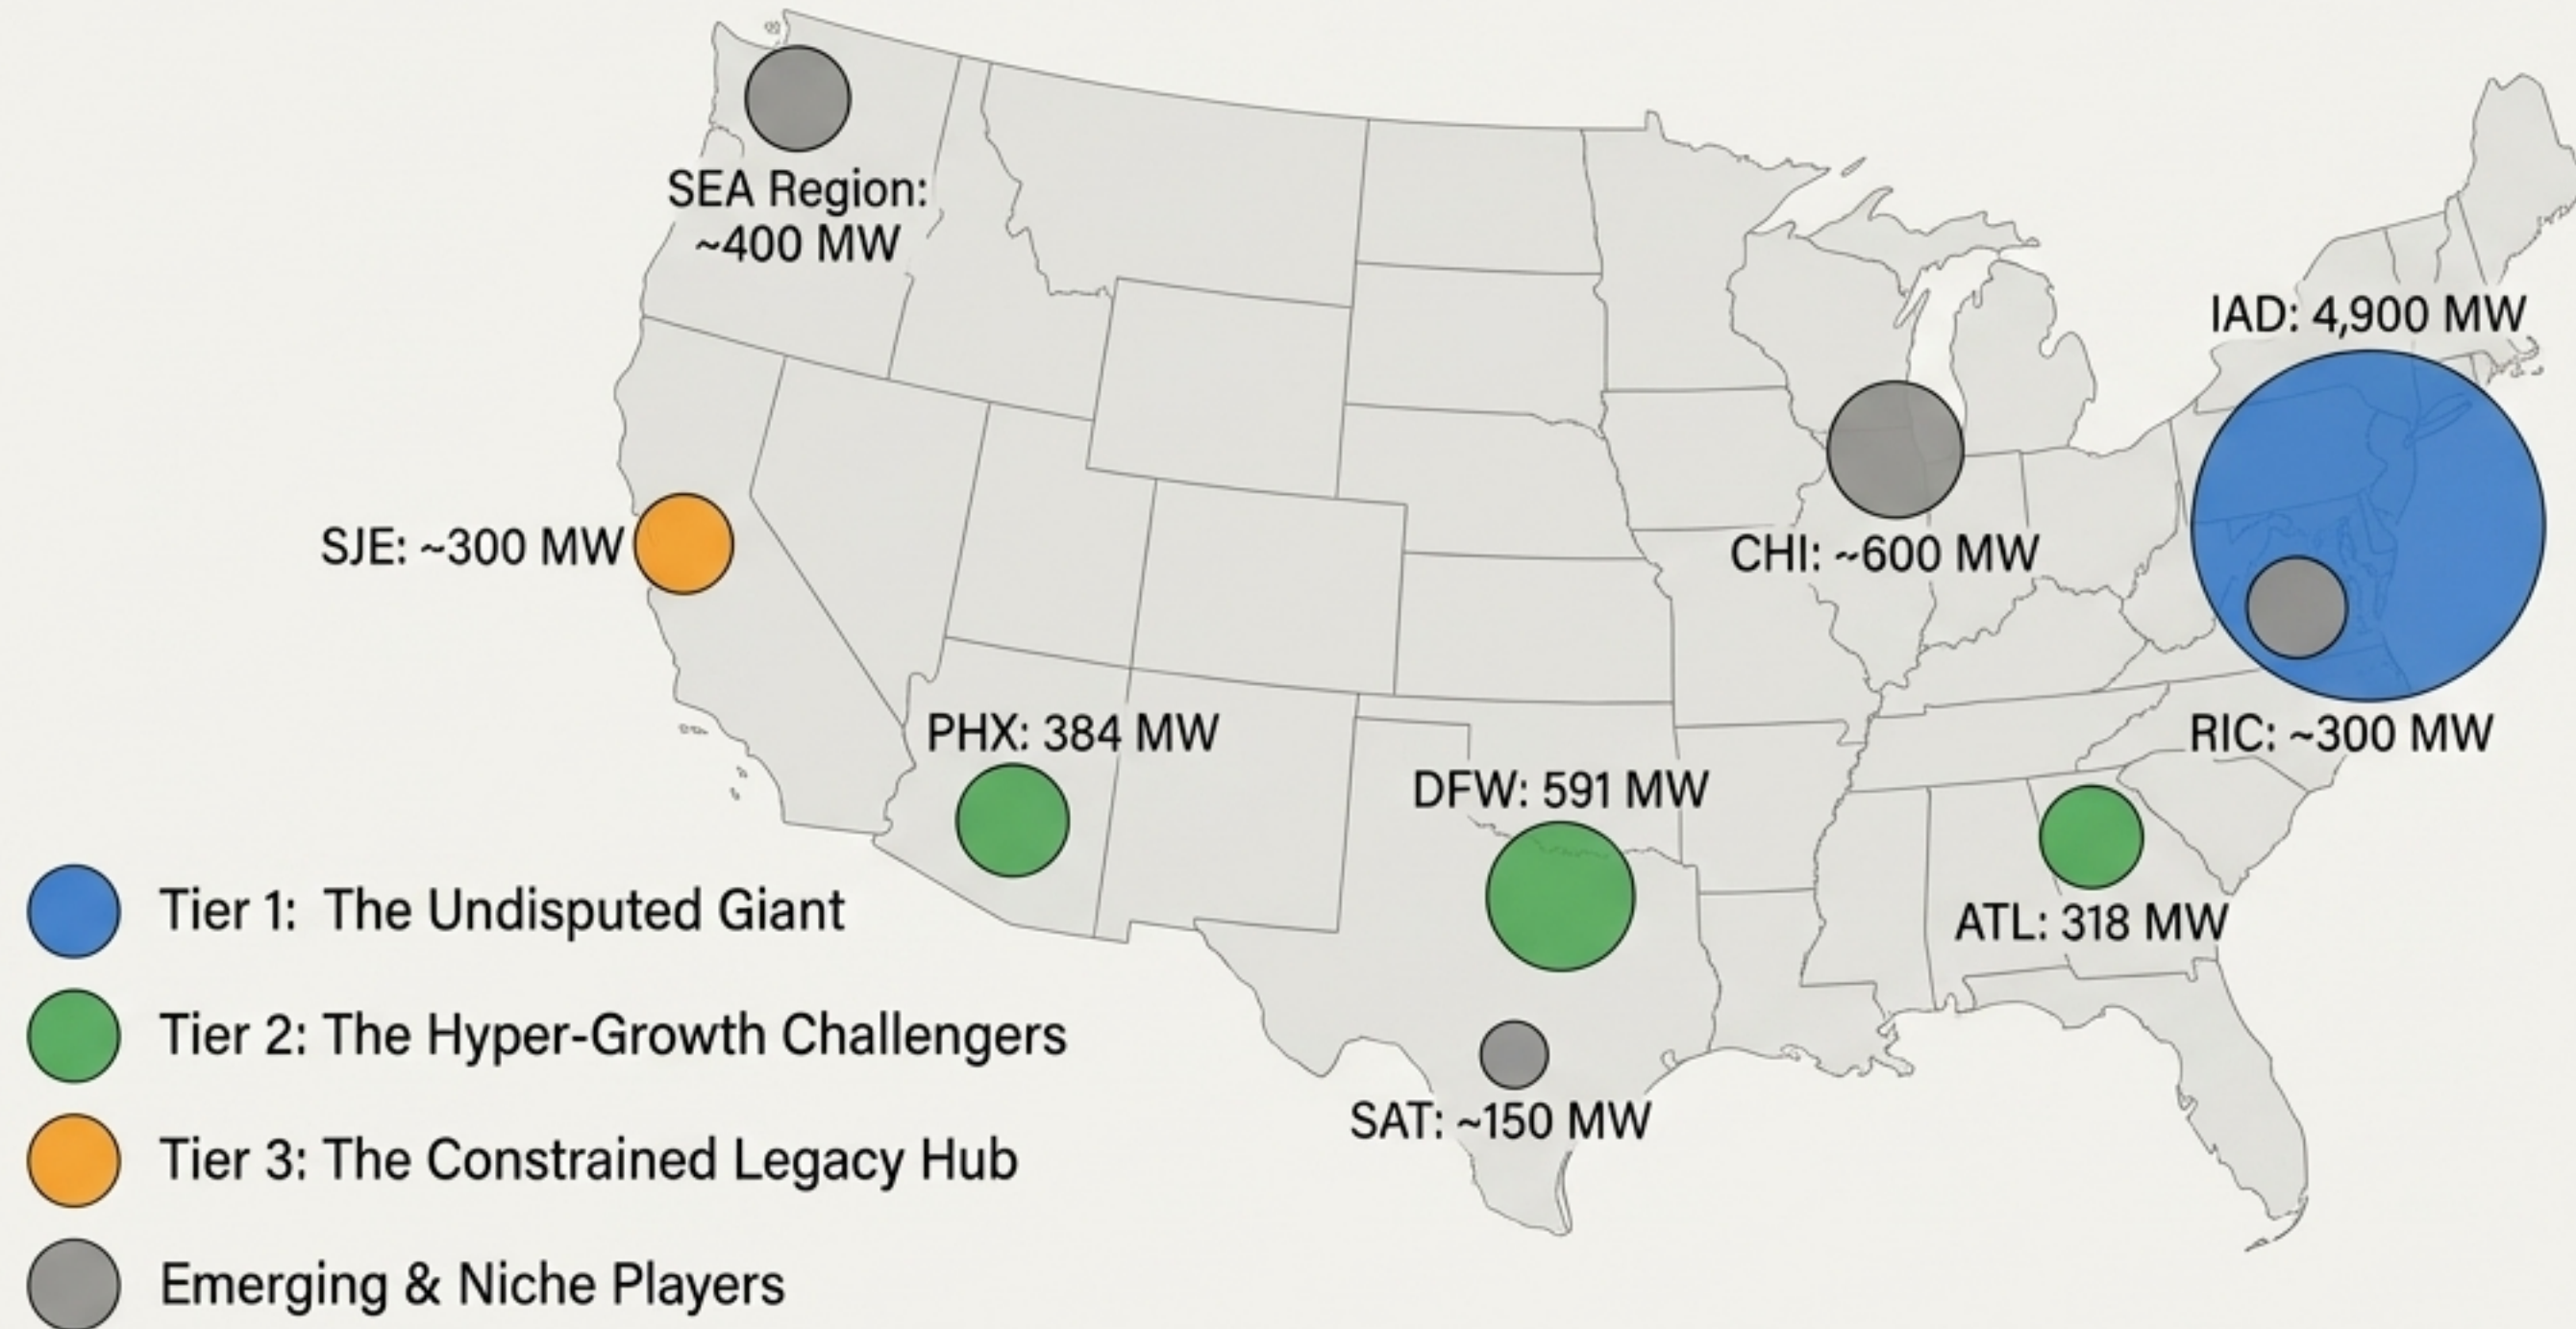 SEA Region:
~400 MW
IAD: 4,900 MW
SJE: ~300 MW
CHI: ~600 MW
PHX: 384 MW
RIC: ~300 MW
DFW: 591 MW
ATL: 318 MW
SAT: ~150 MW
Tier 1: The Undisputed Giant
Tier 2: The Hyper-Growth Challengers
Tier 3: The Constrained Legacy Hub
Emerging & Niche Players